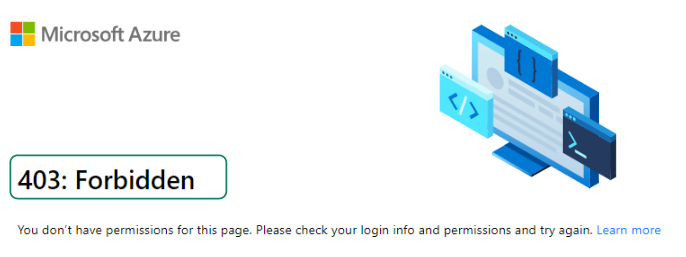 Microsoft Azure
{ }
</>
>_
403: Forbidden
You don't have permissions for this page. Please check your login info and permissions and try again. Learn more